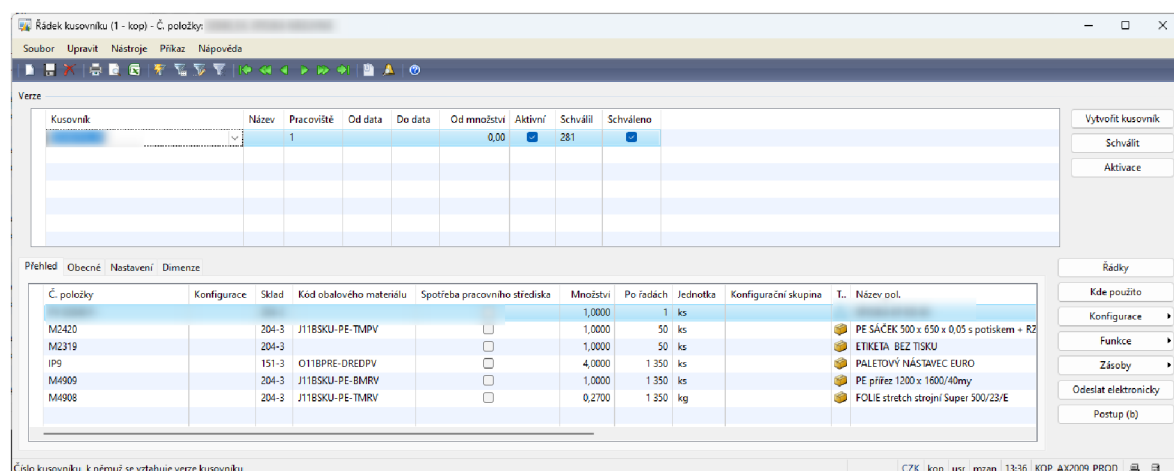 Řádek kusovníku (1 - kop) - Č. položky:
Soubor Upravit Nástroje Příkaz Nápověda
Verze
Kusovník Název Pracoviště Od data Do data Od množství Aktivní Schválil Schváleno
1 0,00 281
Vytvořit kusovník
Schválit
Aktivace
Přehled Obecné Nastavení Dimenze
Č. položky Konfigurace Sklad Kód obalového materiálu Spotřeba pracovního střediska Množství Po řadách Jednotka Konfigurační skupina T.. Název pol.
1,0000 1 ks
M2420 204-3 J11BSKU-PE-TMPV 1,0000 50 ks PE SÁČEK 500 x 650 x 0,05 s potiskem + RZ
M2319 204-3 1,0000 50 ks ETIKETA BEZ TISKU
IP9 151-3 O11BPRE-DREDPV 4,0000 1 350 ks PALETOVÝ NÁSTAVEC EURO
M4909 204-3 J11BSKU-PE-BMRV 1,0000 1 350 ks PE přířez 1200 x 1600/40my
M4908 204-3 J11BSKU-PE-TMRV 0,2700 1 350 kg FOLIE stretch strojní Super 500/23/E
Řádky
Kde použito
Konfigurace
Funkce
Zásoby
Odeslat elektronicky
Postup (b)
Číslo kusovníku, k němuž se vztahuje verze kusovníku. CZK kop usr mzap 13:36 KOP_AX2009_PROD